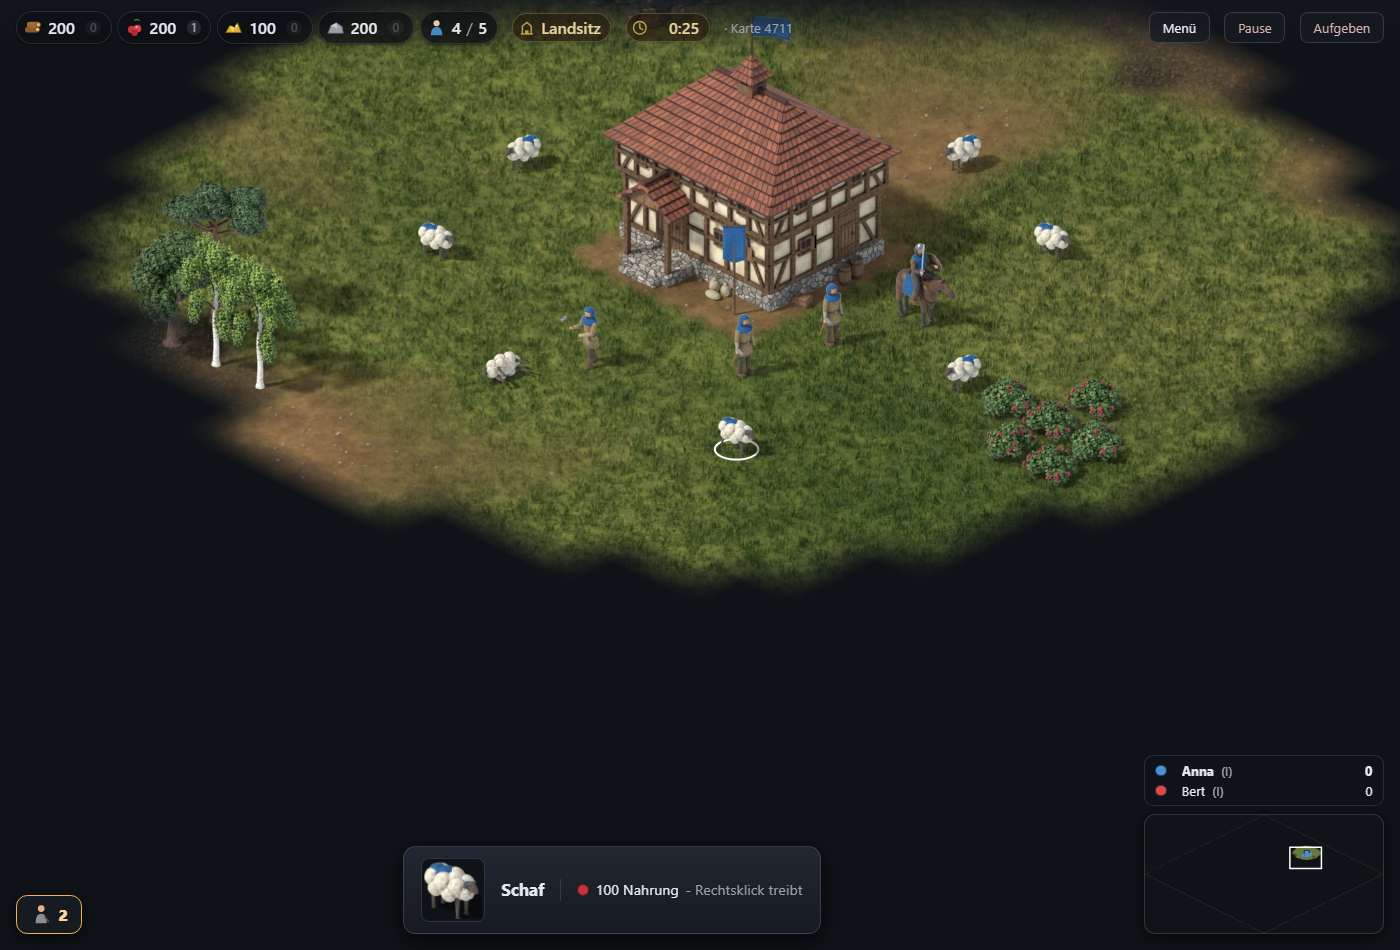 200 0 200 1 100 0 200 0 4 / 5 Landsitz 0:25 · Karte 4711 Menü Pause Aufgeben
Anna (I) 0
Bert (I) 0
Schaf 100 Nahrung - Rechtsklick treibt
2